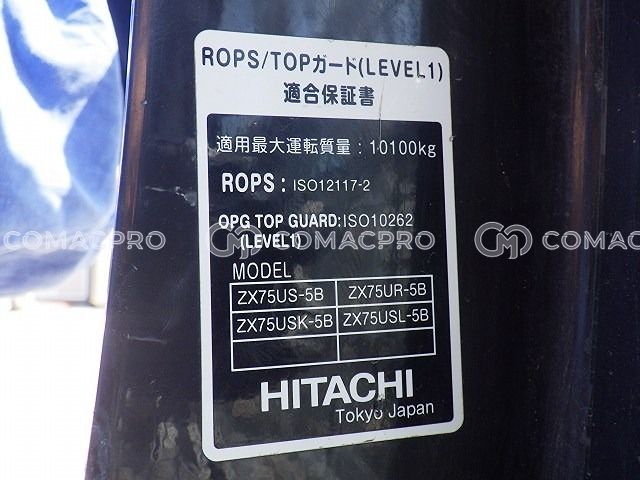 ROPS/TOPガード(LEVEL1)
適合保証書
適用最大運転質量：10100kg
ROPS：ISO12117-2
OPG TOP GUARD:ISO10262
(LEVEL1)
COMACPRO CM COMACPRO CM COMACPRO
MODEL
ZX75US-5B ZX75UR-5B
ZX75USK-5B ZX75USL-5B
HITACHI
Tokyo Japan